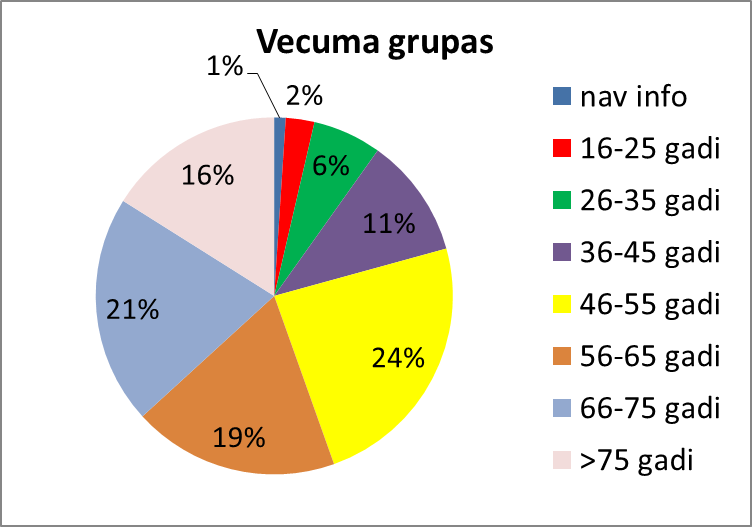 Vecuma grupas
1%
2%
6%
11%
24%
19%
21%
16%
nav info
16-25 gadi
26-35 gadi
36-45 gadi
46-55 gadi
56-65 gadi
66-75 gadi
>75 gadi